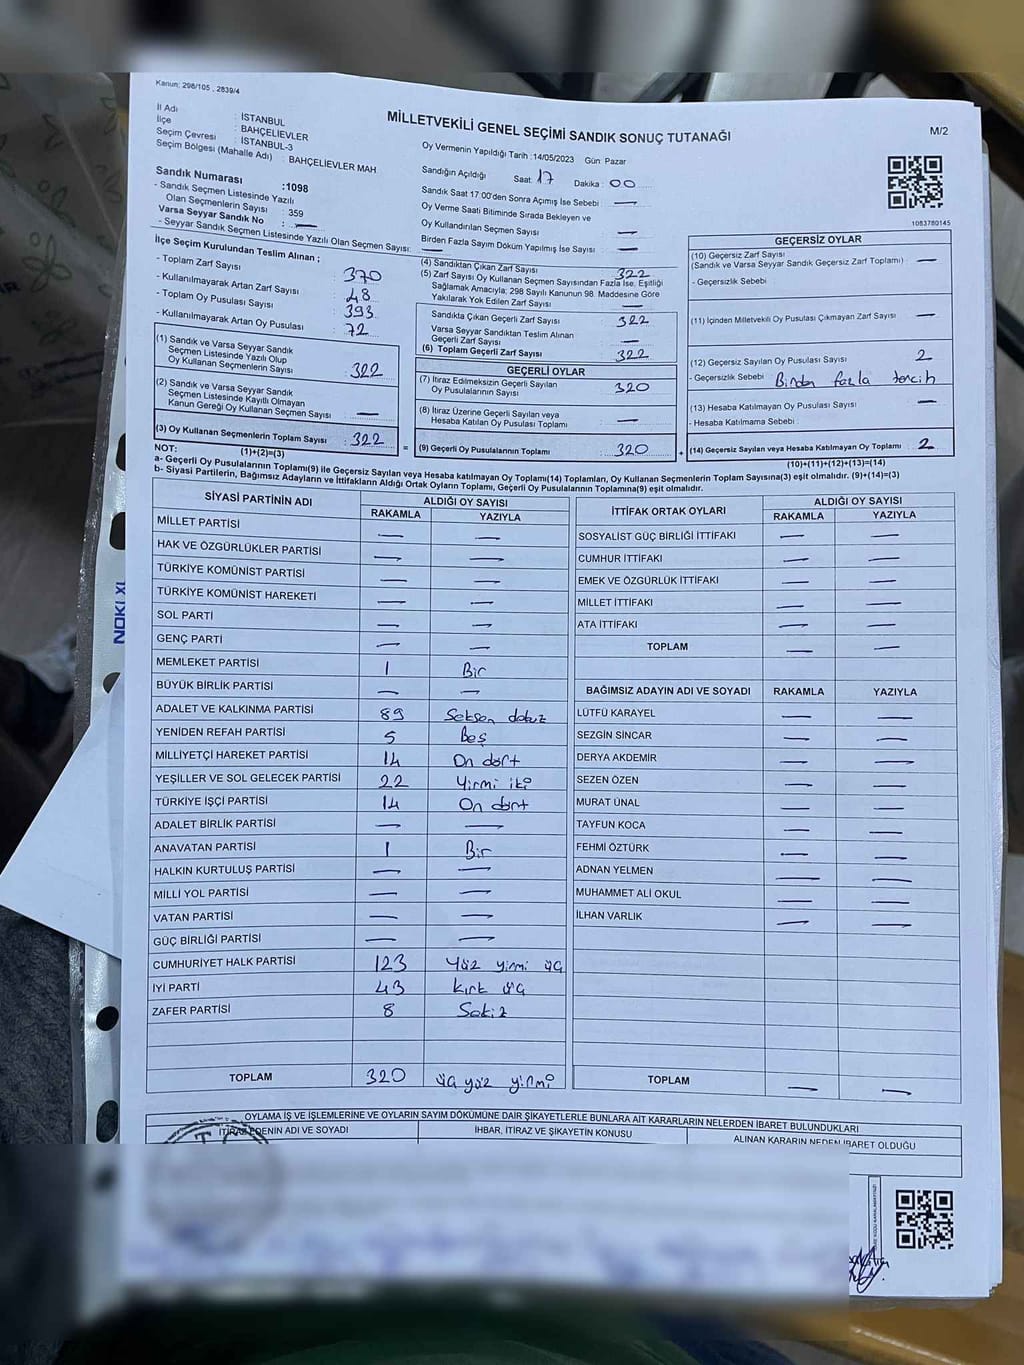 Kanun: 298/105 , 2839/4
MİLLETVEKİLİ GENEL SEÇİMİ SANDIK SONUÇ TUTANAĞI
M/2
İl Adı : İSTANBUL
İlçe : BAHÇELİEVLER
Seçim Çevresi : İSTANBUL-3
Seçim Bölgesi (Mahalle Adı) : BAHÇELİEVLER MAH
Sandık Numarası :1098
- Sandık Seçmen Listesinde Yazılı
Olan Seçmenlerin Sayısı : 359
Varsa Seyyar Sandık No : —
- Seyyar Sandık Seçmen Listesinde Yazılı Olan Seçmen Sayısı: —
Oy Vermenin Yapıldığı Tarih :14/05/2023 Gün: Pazar
Sandığın Açıldığı Saat: 17 Dakika : 00
Sandık Saat 17:00'den Sonra Açımış İse Sebebi —
Oy Verme Saati Bitiminde Sırada Bekleyen ve
Oy Kullandırılan Seçmen Sayısı —
Birden Fazla Sayım Döküm Yapılmış İse Sayısı —
1083780145
İlçe Seçim Kurulundan Teslim Alınan ;
- Toplam Zarf Sayısı 370
- Kullanılmayarak Artan Zarf Sayısı : 48
- Toplam Oy Pusulası Sayısı : 393
- Kullanılmayarak Artan Oy Pusulası : 72
(1) Sandık ve Varsa Seyyar Sandık
Seçmen Listesinde Yazılı Olup
Oy Kullanan Seçmenlerin Sayısı : 322
(2) Sandık ve Varsa Seyyar Sandık
Seçmen Listesinde Kayıtlı Olmayan
Kanun Gereği Oy Kullanan Seçmen Sayısı : —
(3) Oy Kullanan Seçmenlerin Toplam Sayısı : 322
(1)+(2)=(3)
(4) Sandıktan Çıkan Zarf Sayısı : 322
(5) Zarf Sayısı Oy Kullanan Seçmen Sayısından Fazla İse, Eşitliği
Sağlamak Amacıyla; 298 Sayılı Kanunun 98. Maddesine Göre
Yakılarak Yok Edilen Zarf Sayısı : —
Sandıkta Çıkan Geçerli Zarf Sayısı : 322
Varsa Seyyar Sandıktan Teslim Alınan
Geçerli Zarf Sayısı : —
(6) Toplam Geçerli Zarf Sayısı : 322
GEÇERLİ OYLAR
(7) İtiraz Edilmeksizin Geçerli Sayılan
Oy Pusulalarının Sayısı : 320
(8) İtiraz Üzerine Geçerli Sayılan veya
Hesaba Katılan Oy Pusulası Toplamı : —
= (9) Geçerli Oy Pusulalarının Toplamı : 320 +
GEÇERSİZ OYLAR
(10) Geçersiz Zarf Sayısı
(Sandık ve Varsa Seyyar Sandık Geçersiz Zarf Toplamı) : —
- Geçersizlik Sebebi :
(11) İçinden Milletvekili Oy Pusulası Çıkmayan Zarf Sayısı : —
(12) Geçersiz Sayılan Oy Pusulası Sayısı : 2
- Geçersizlik Sebebi : Birden fazla tercih
(13) Hesaba Katılmayan Oy Pusulası Sayısı : —
- Hesaba Katılmama Sebebi :
(14) Geçersiz Sayılan veya Hesaba Katılmayan Oy Toplamı : 2
(10)+(11)+(12)+(13)=(14)
NOT:
a- Geçerli Oy Pusulalarının Toplamı(9) ile Geçersiz Sayılan veya Hesaba katılmayan Oy Toplamı(14) Toplamları, Oy Kullanan Seçmenlerin Toplam Sayısına(3) eşit olmalıdır. (9)+(14)=(3)
b- Siyasi Partilerin, Bağımsız Adayların ve İttifakların Aldığı Ortak Oyların Toplamı, Geçerli Oy Pusulalarının Toplamına(9) eşit olmalıdır.
SİYASİ PARTİNİN ADI ALDIĞI OY SAYISI
RAKAMLA YAZIYLA
MİLLET PARTİSİ — —
HAK VE ÖZGÜRLÜKLER PARTİSİ — —
TÜRKİYE KOMÜNİST PARTİSİ — —
TÜRKİYE KOMÜNİST HAREKETİ — —
SOL PARTİ — —
GENÇ PARTİ — —
MEMLEKET PARTİSİ 1 Bir
BÜYÜK BİRLİK PARTİSİ — —
ADALET VE KALKINMA PARTİSİ 89 Seksen dokuz
YENİDEN REFAH PARTİSİ 5 Beş
MİLLİYETÇİ HAREKET PARTİSİ 14 On dört
YEŞİLLER VE SOL GELECEK PARTİSİ 22 Yirmi iki
TÜRKİYE İŞÇİ PARTİSİ 14 On dört
ADALET BİRLİK PARTİSİ — —
ANAVATAN PARTİSİ 1 Bir
HALKIN KURTULUŞ PARTİSİ — —
MİLLİ YOL PARTİSİ — —
VATAN PARTİSİ — —
GÜÇ BİRLİĞİ PARTİSİ — —
CUMHURİYET HALK PARTİSİ 123 Yüz yirmi üç
İYİ PARTİ 43 kırk üç
ZAFER PARTİSİ 8 Sekiz
TOPLAM 320 üç yüz yirmi
İTTİFAK ORTAK OYLARI ALDIĞI OY SAYISI
RAKAMLA YAZIYLA
SOSYALİST GÜÇ BİRLİĞİ İTTİFAKI — —
CUMHUR İTTİFAKI — —
EMEK VE ÖZGÜRLÜK İTTİFAKI — —
MİLLET İTTİFAKI — —
ATA İTTİFAKI — —
TOPLAM — —
BAĞIMSIZ ADAYIN ADI VE SOYADI RAKAMLA YAZIYLA
LÜTFÜ KARAYEL — —
SEZGİN SİNCAR — —
DERYA AKDEMİR — —
SEZEN ÖZEN — —
MURAT ÜNAL — —
TAYFUN KOCA — —
FEHMİ ÖZTÜRK — —
ADNAN YELMEN — —
MUHAMMET ALİ OKUL — —
İLHAN VARLIK — —
TOPLAM — —
OYLAMA İŞ VE İŞLEMLERİNE VE OYLARIN SAYIM DÖKÜMÜNE DAİR ŞİKAYETLERLE BUNLARA AİT KARARLARIN NELERDEN İBARET BULUNDUKLARI
İTİRAZ EDENİN ADI VE SOYADI İHBAR, İTİRAZ VE ŞİKAYETİN KONUSU ALINAN KARARIN NEDEN İBARET OLDUĞU
NOKI XL